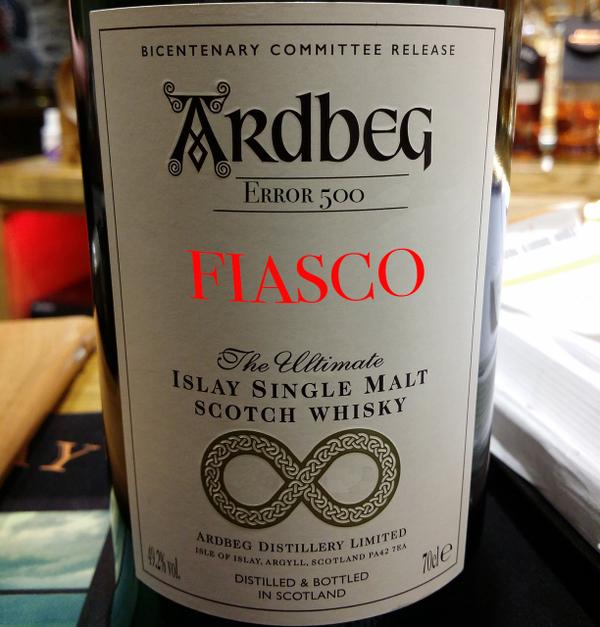 BICENTENARY COMMITTEE RELEASE
ARdbEG
ERROR 500
FIASCO
The Ultimate
ISLAY SINGLE MALT
SCOTCH WHISKY
ARDBEG DISTILLERY LIMITED
ISLE OF ISLAY, ARGYLL, SCOTLAND PA42 7EA
49.2% vol. 70cl e
DISTILLED & BOTTLED
IN SCOTLAND
AY